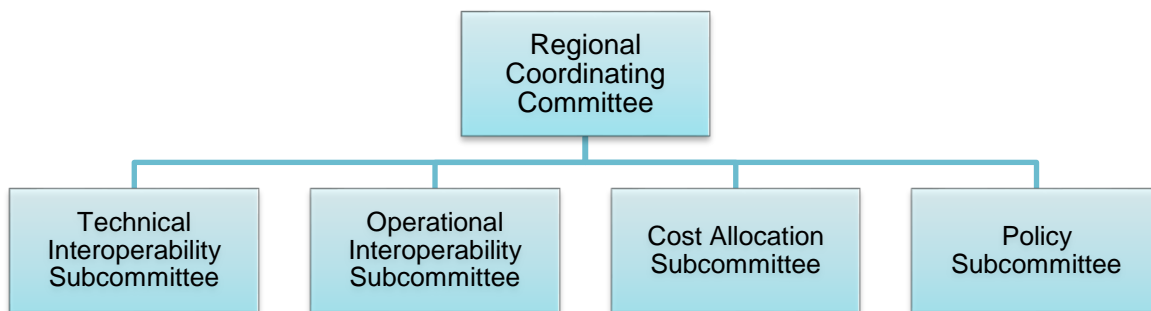 Regional
Coordinating
Committee
Technical
Interoperability
Subcommittee
Operational
Interoperability
Subcommittee
Cost Allocation
Subcommittee
Policy
Subcommittee